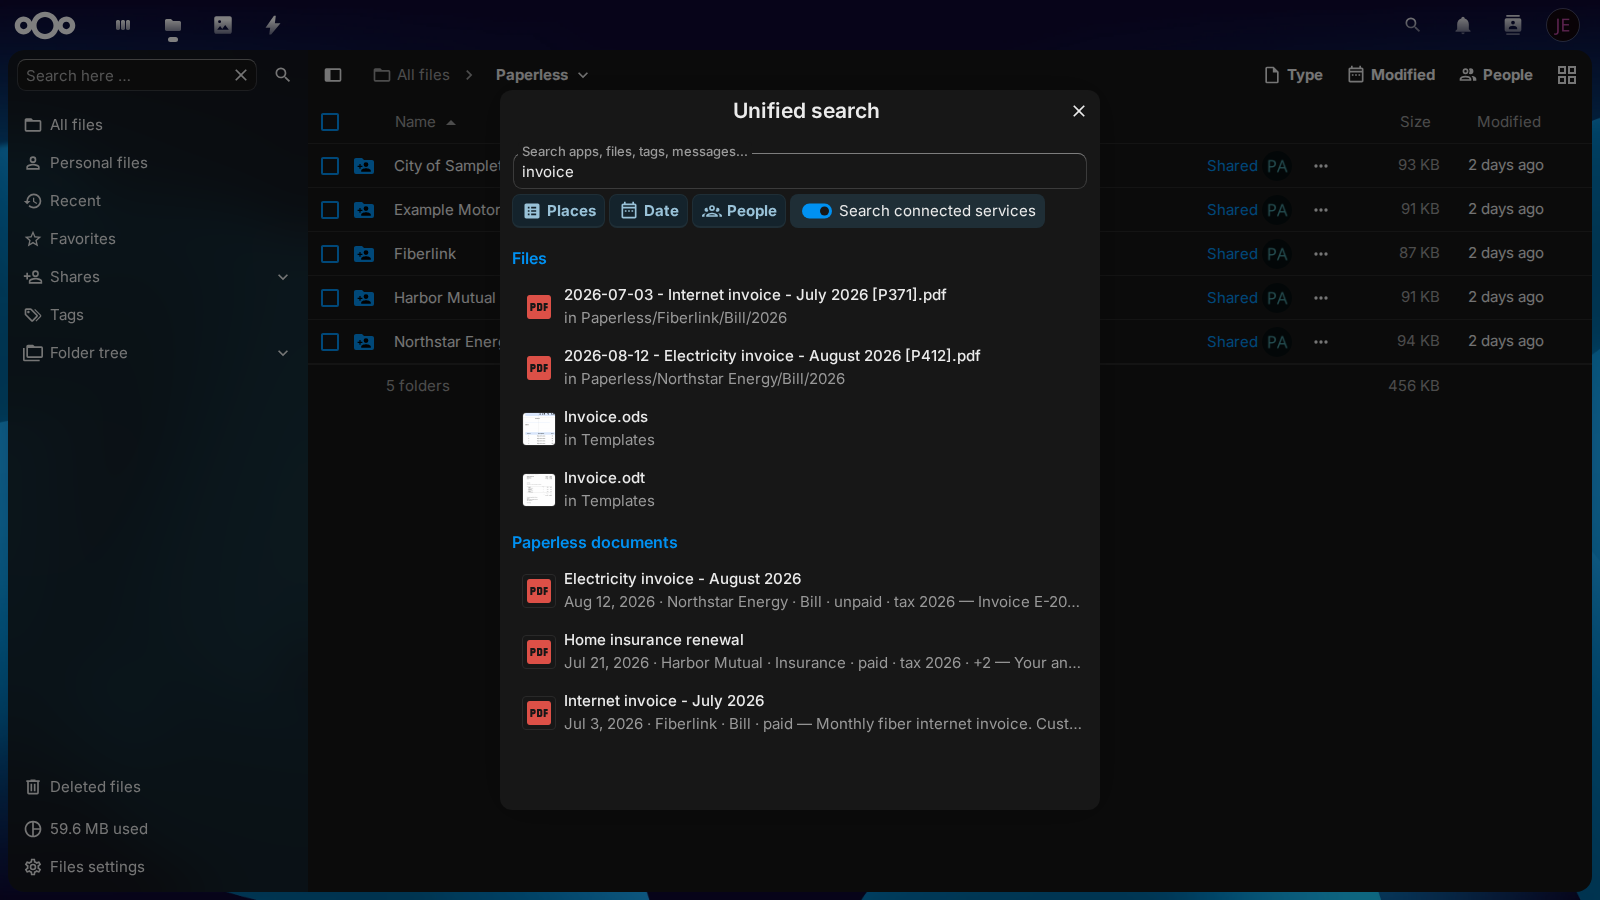 JE
Search here ...
All files
Paperless
Type
Modified
People
All files
Personal files
Recent
Favorites
Shares
Tags
Folder tree
Deleted files
59.6 MB used
Files settings
Name
Size
Modified
City of Sample
Shared
PA
93 KB
2 days ago
Example Motor
Shared
PA
91 KB
2 days ago
Fiberlink
Shared
PA
87 KB
2 days ago
Harbor Mutual
Shared
PA
91 KB
2 days ago
Northstar Energ
Shared
PA
94 KB
2 days ago
5 folders
456 KB
Unified search
Search apps, files, tags, messages...
invoice
Places
Date
People
Search connected services
Files
PDF
2026-07-03 - Internet invoice - July 2026 [P371].pdf
in Paperless/Fiberlink/Bill/2026
PDF
2026-08-12 - Electricity invoice - August 2026 [P412].pdf
in Paperless/Northstar Energy/Bill/2026
Invoice.ods
in Templates
Invoice.odt
in Templates
Paperless documents
PDF
Electricity invoice - August 2026
Aug 12, 2026 · Northstar Energy · Bill · unpaid · tax 2026 — Invoice E-20...
PDF
Home insurance renewal
Jul 21, 2026 · Harbor Mutual · Insurance · paid · tax 2026 · +2 — Your an...
PDF
Internet invoice - July 2026
Jul 3, 2026 · Fiberlink · Bill · paid — Monthly fiber internet invoice. Cust...